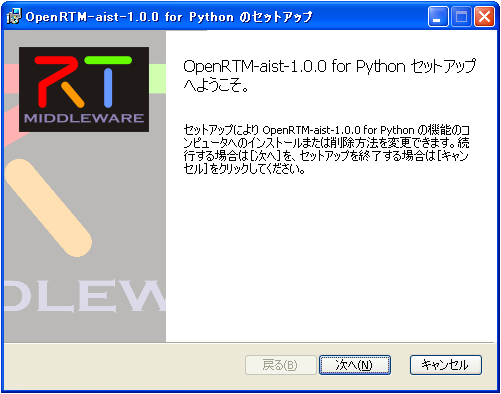 OpenRTM-aist-1.0.0 for Python のセットアップ
RT
MIDDLEWARE
OpenRTM-aist-1.0.0 for Python セットアップ
へようこそ。
セットアップにより OpenRTM-aist-1.0.0 for Python の機能のコ
ンピュータへのインストールまたは削除方法を変更できます。続
行する場合は[次へ]を、セットアップを終了する場合は[キャン
セル]をクリックしてください。
DLEW
戻る(B)
次へ(N)
キャンセル